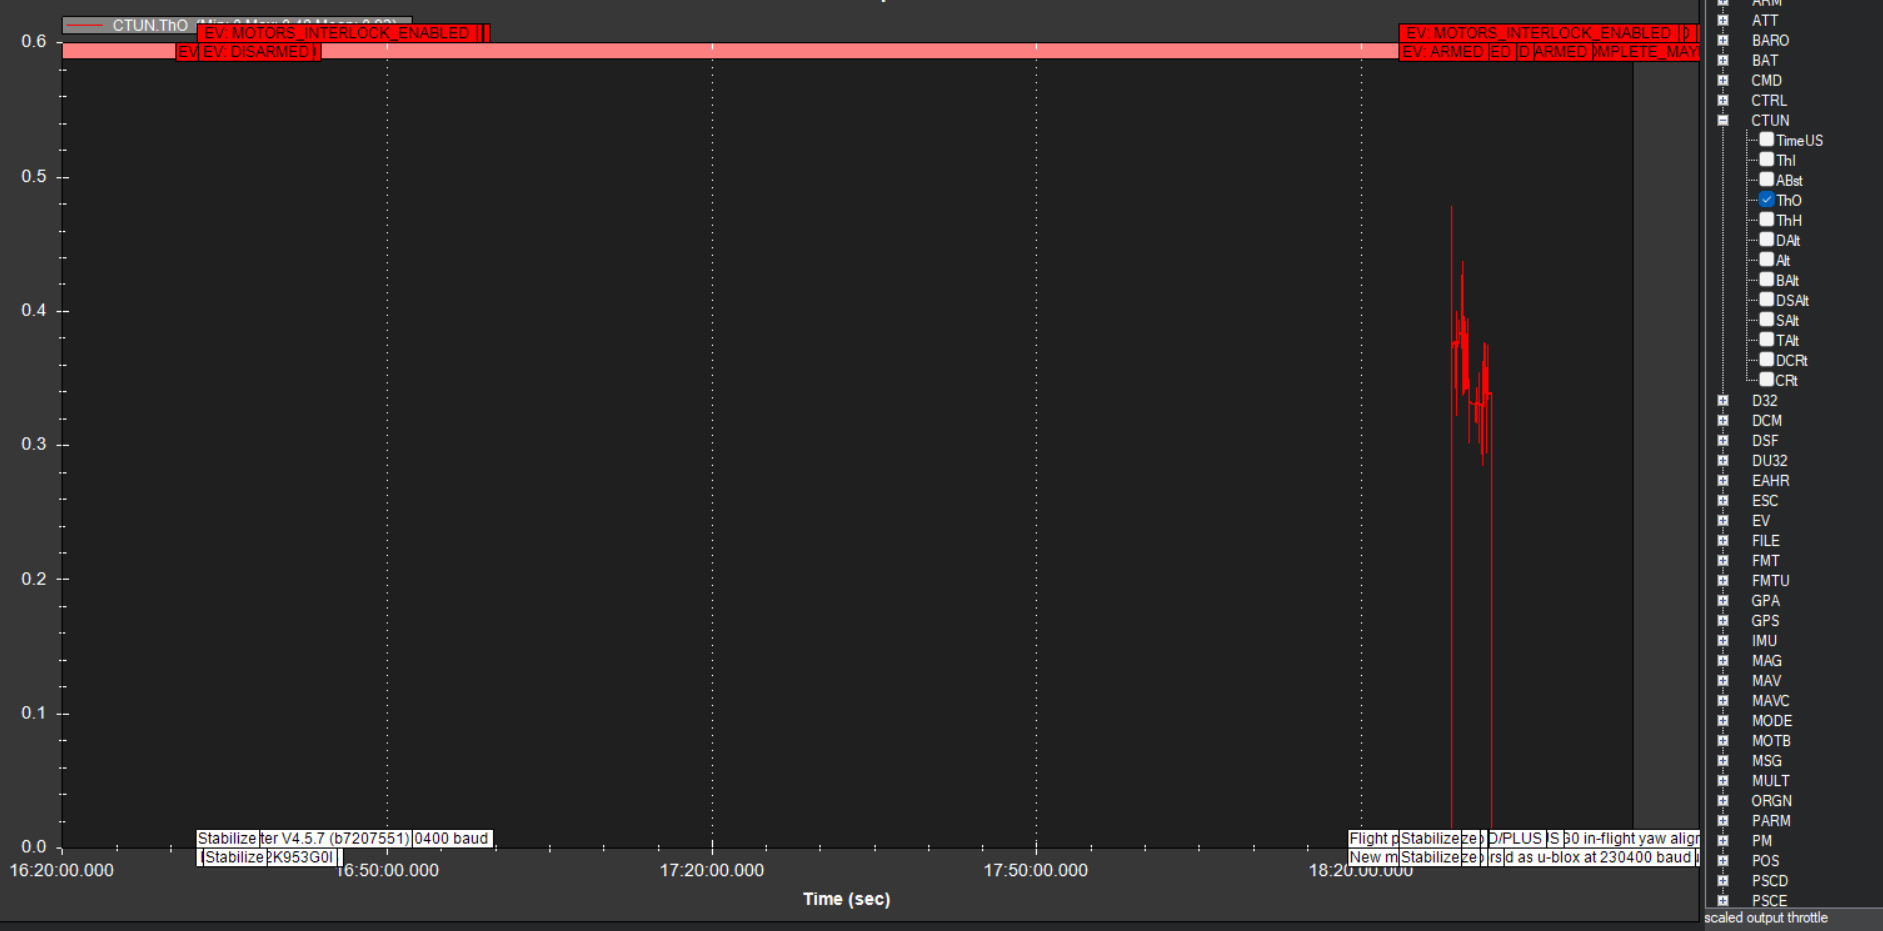 CTUN.ThO (Min: 0 Max: 0.48 Mean: 0.03)
EV: MOTORS_INTERLOCK_ENABLED
EV: MOTORS_INTERLOCK_ENABLED
EV EV: DISARMED
EV: ARMED ED D ARMED MPLETE_MAY
0.6
0.5
0.4
0.3
0.2
0.1
0.0
Stabilize ter V4.5.7 (b7207551) 0400 baud
Stabilize 2K953G0I
Flight p Stabilize ze D/PLUS IS G0 in-flight yaw alig
New m Stabilize ze rs d as u-blox at 230400 baud
16:20:00.000
16:50:00.000
17:20:00.000
17:50:00.000
18:20:00.000
Time (sec)
ARM
ATT
BARO
BAT
CMD
CTRL
CTUN
TimeUS
ThI
ABst
ThO
ThH
DAlt
Alt
BAlt
DSAlt
SAlt
TAlt
DCRt
CRt
D32
DCM
DSF
DU32
EAHR
ESC
EV
FILE
FMT
FMTU
GPA
GPS
IMU
MAG
MAV
MAVC
MODE
MOTB
MSG
MULT
ORGN
PARM
PM
POS
PSCD
PSCE
scaled output throttle